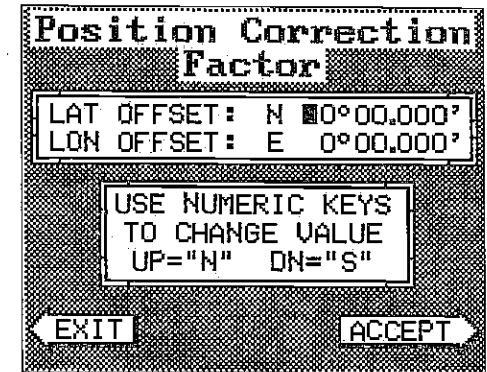 Position Correction
Factor
LAT OFFSET: N 0°00.000'
LON OFFSET: E 0°00.000'
USE NUMERIC KEYS
TO CHANGE VALUE
UP="N" DN="S"
EXIT ACCEPT